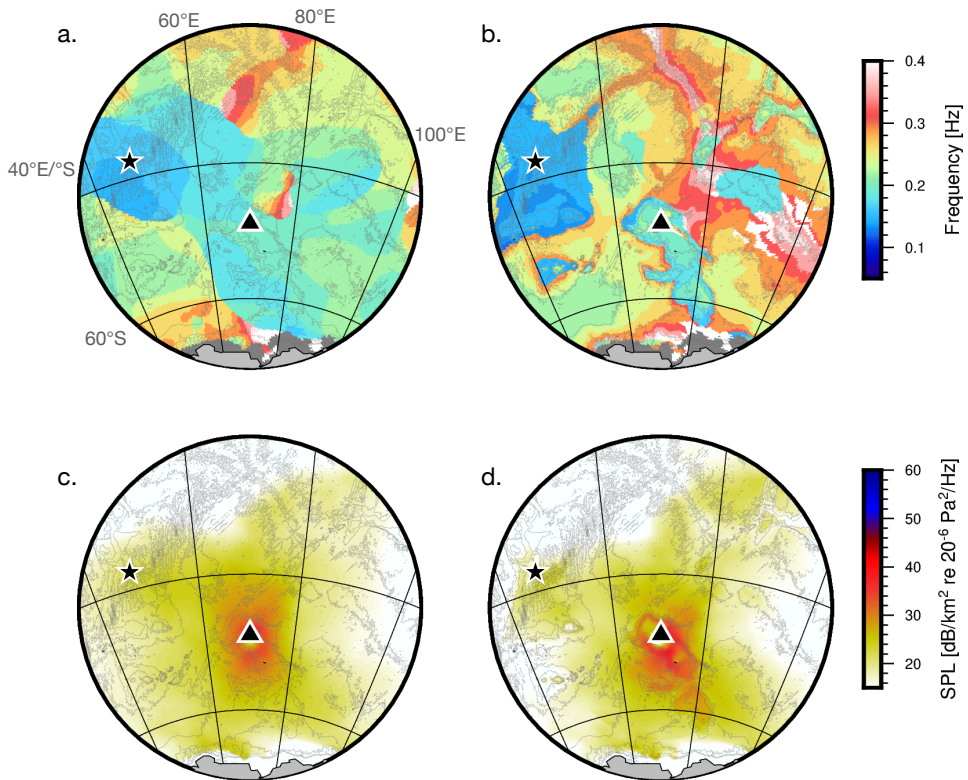 a.
60°E
80°E
100°E
40°E/°S
60°S
b.
0.4
0.3
0.2
0.1
Frequency [Hz]
c.
d.
60
50
40
30
20
SPL [dB/km² re 20⁻⁶ Pa²/Hz]